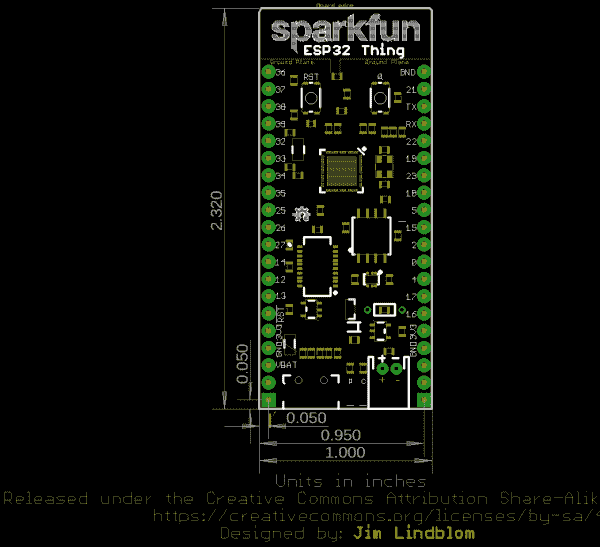 Board edge
sparkfun
ESP32 Thing
Ground Plane Ground Plane
36 GND
RST 0
37 21
38 TX
39 RX
32 22
33 19
34 23
35 18
25 5
26 15
27 2
14 0
12 4
13 17
RST 16
3V3 3V3
GND GND
VBAT
+ -
2.320
0.050
0.050
0.950
1.000
Units in inches
Released under the Creative Commons Attribution Share-Alik
https://creativecommons.org/licenses/by-sa/4
Designed by: Jim Lindblom